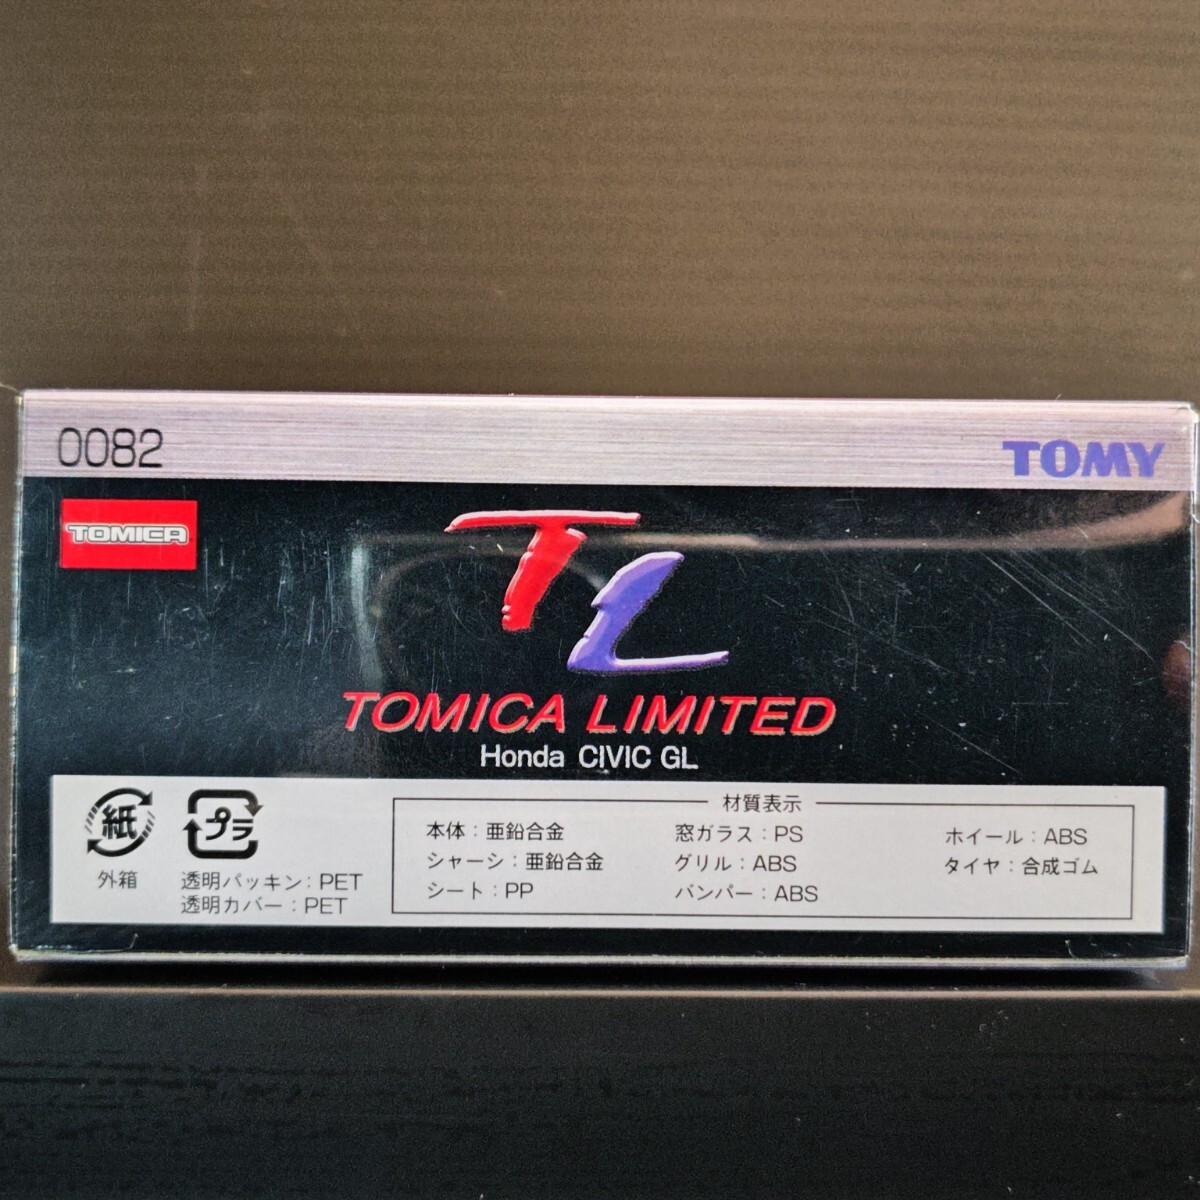 0082
TOMY
TOMICA
TL
TOMICA LIMITED
Honda CIVIC GL
紙
外箱
プラ
透明パッキン：PET
透明カバー：PET
材質表示
本体：亜鉛合金
シャーシ：亜鉛合金
シート：PP
窓ガラス：PS
グリル：ABS
バンパー：ABS
ホイール：ABS
タイヤ：合成ゴム